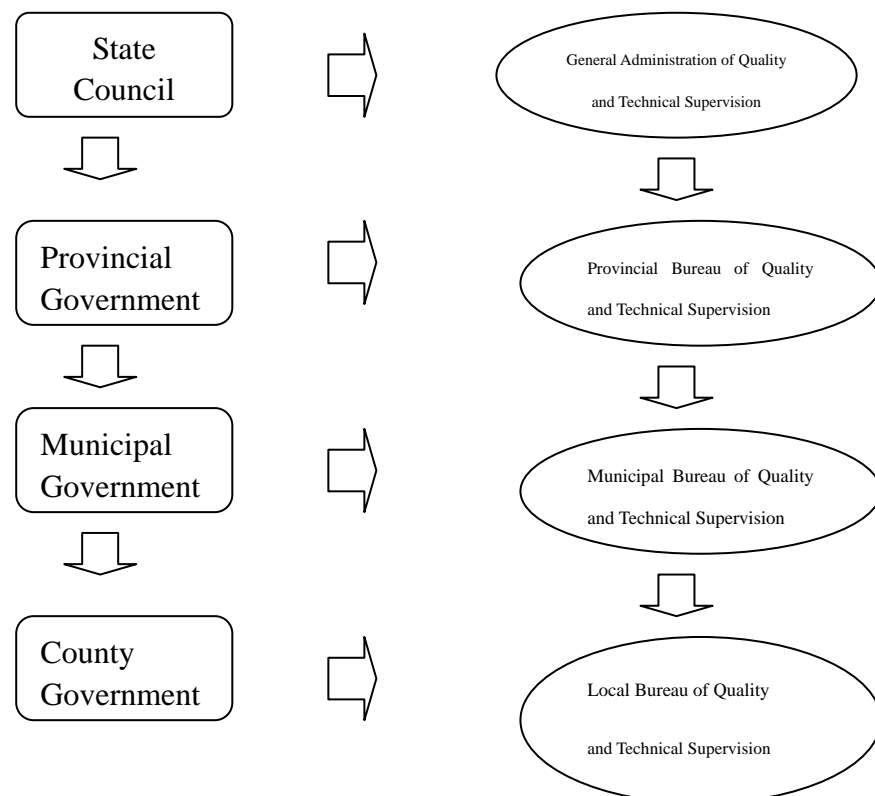 State
Council
General Administration of Quality
and Technical Supervision
Provincial
Government
Provincial Bureau of Quality
and Technical Supervision
Municipal
Government
Municipal Bureau of Quality
and Technical Supervision
County
Government
Local Bureau of Quality
and Technical Supervision